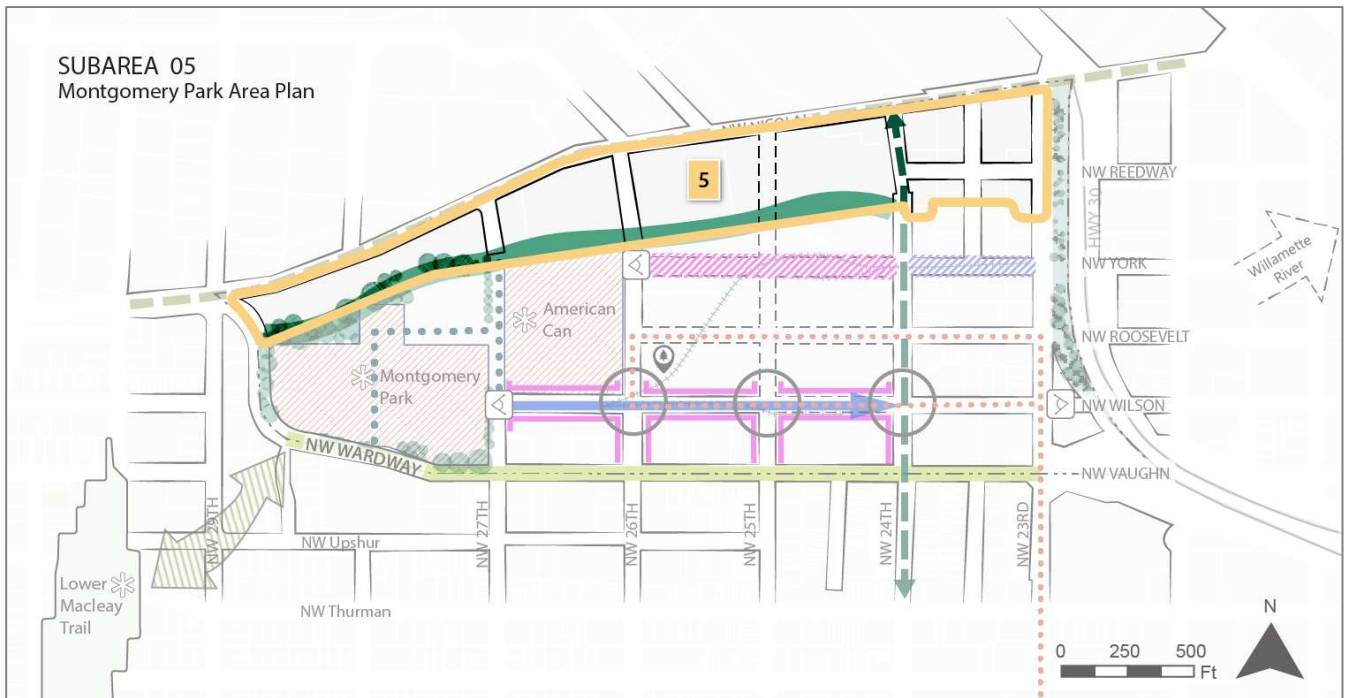 SUBAREA 05
Montgomery Park Area Plan
NW NICOLAI
5
NW REEDWAY
HWY 30
NW YORK
Willamette
River
American
Can
NW ROOSEVELT
Montgomery
Park
NW WILSON
NW WARDWAY
NW VAUGHN
NW 29TH
NW 27TH
NW 26TH
NW 25TH
NW 24TH
NW 23RD
NW Upshur
Lower
Macleay
Trail
NW Thurman
N
0 250 500
Ft